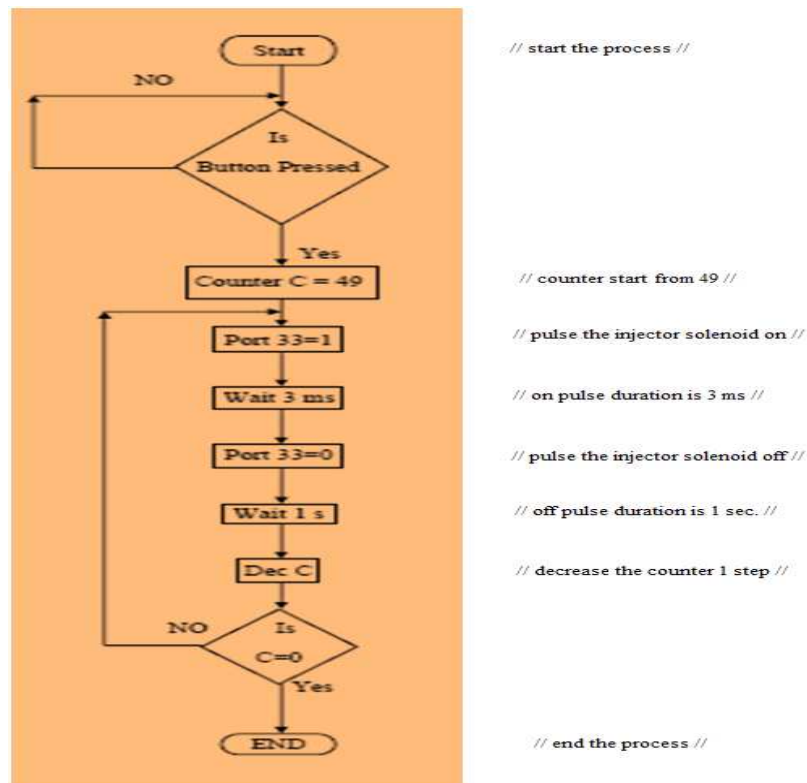 Start // start the process //
NO
Is
Button Pressed
Yes
Counter C = 49 // counter start from 49 //
Port 33=1 // pulse the injector solenoid on //
Wait 3 ms // on pulse duration is 3 ms //
Port 33=0 // pulse the injector solenoid off //
Wait 1 s // off pulse duration is 1 sec. //
Dec C // decrease the counter 1 step //
NO Is
C=0
Yes
END // end the process //